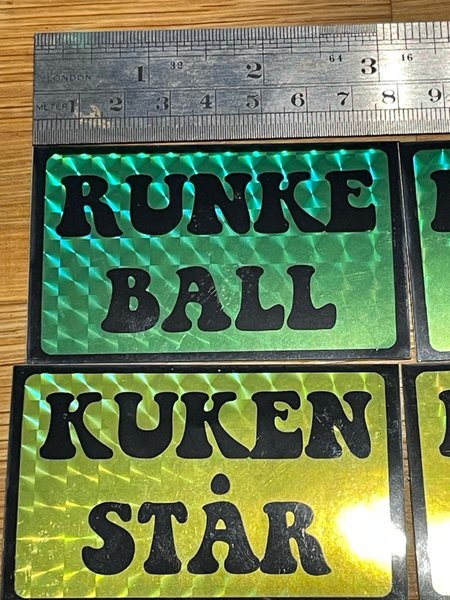 LONDON
1 32 2 64 3 16
METER 1 2 3 4 5 6 7 8 9
RUNKE
BALL
KUKEN
STÅR